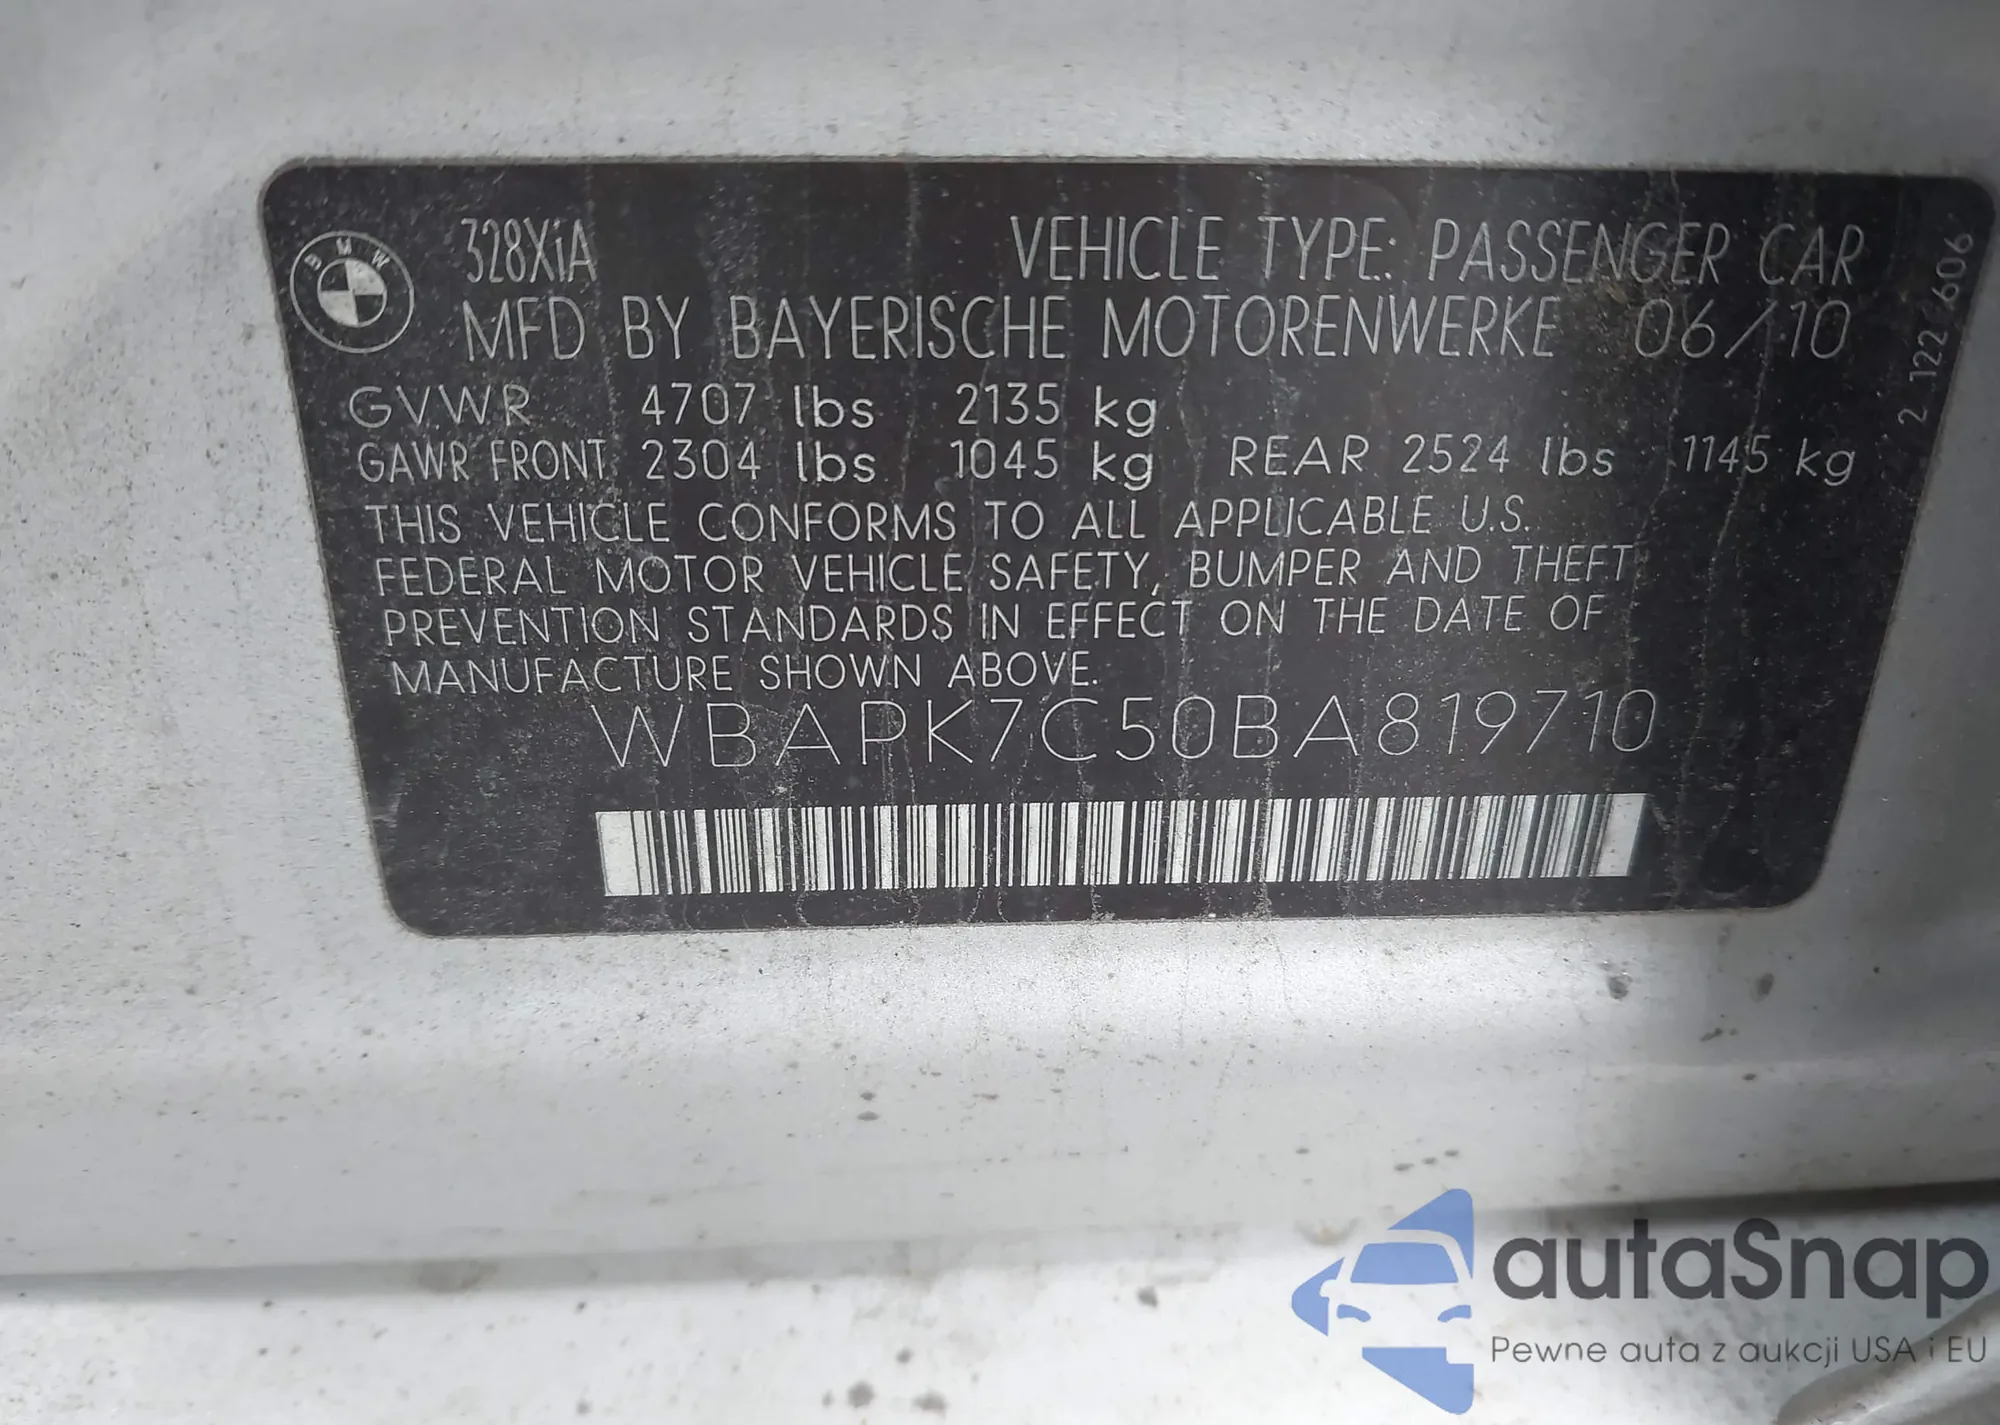 BMW
328XiA VEHICLE TYPE: PASSENGER CAR
MFD BY BAYERISCHE MOTORENWERKE 06/10
GVWR 4707 lbs 2135 kg
GAWR FRONT 2304 lbs 1045 kg REAR 2524 lbs 1145 kg
THIS VEHICLE CONFORMS TO ALL APPLICABLE U.S.
FEDERAL MOTOR VEHICLE SAFETY, BUMPER AND THEFT
PREVENTION STANDARDS IN EFFECT ON THE DATE OF
MANUFACTURE SHOWN ABOVE.
WBAPK7C50BA819710
2 122 606
autaSnap
Pewne auta z aukcji USA i EU